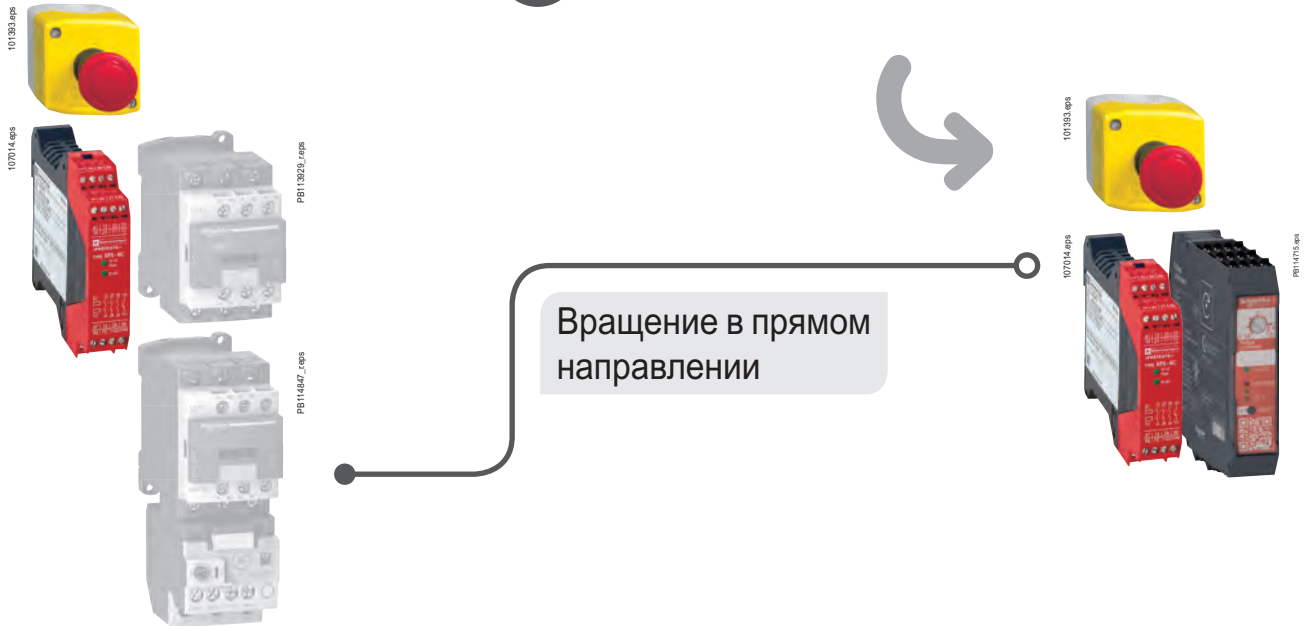 101393.eps
107014.eps
PB113929_r.eps
PB114847_r.eps
Вращение в прямом
направлении
101393.eps
107014.eps
PB114715.eps